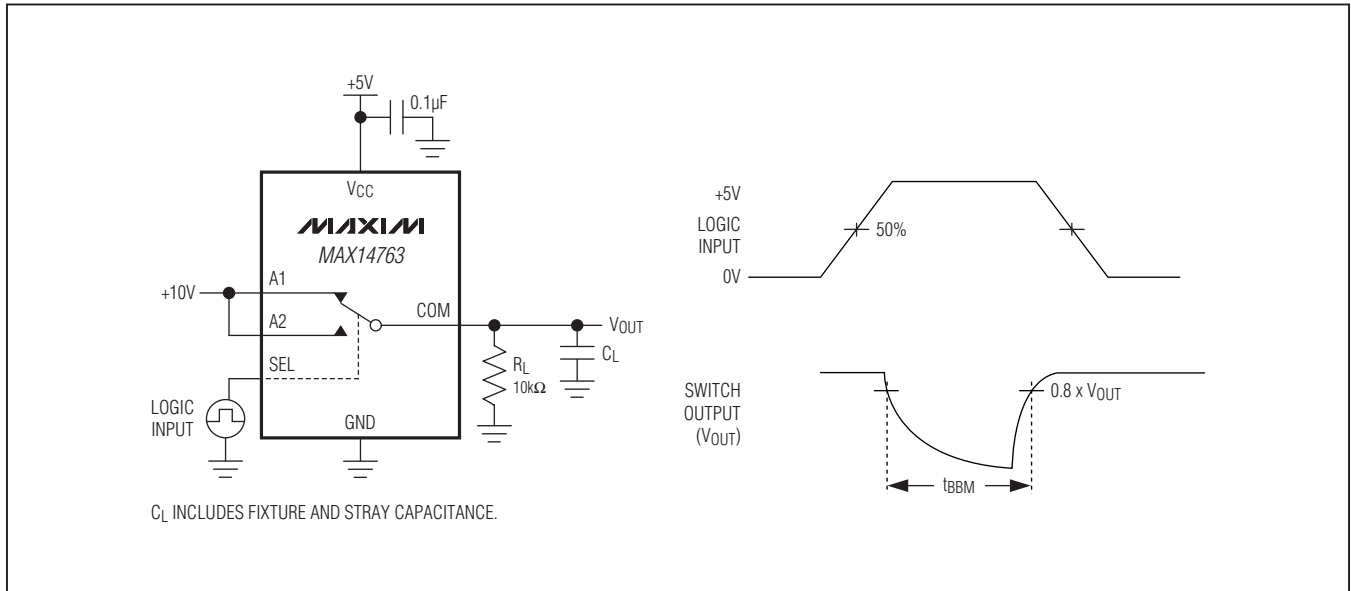 +5V
0.1µF
VCC
MAXIM
MAX14763
+10V
A1
A2
SEL
COM
VOUT
RL
10kΩ
CL
LOGIC
INPUT
GND
CL INCLUDES FIXTURE AND STRAY CAPACITANCE.
+5V
LOGIC
INPUT
0V
50%
SWITCH
OUTPUT
(VOUT)
0.8 x VOUT
tBBM